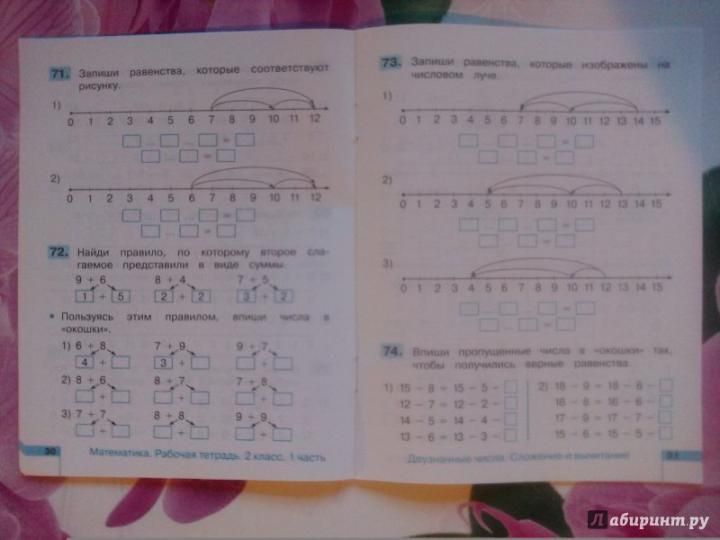 71. Запиши равенства, которые соответствуют
рисунку.
1)
0 1 2 3 4 5 6 7 8 9 10 11 12
... ... =
... =
2)
0 1 2 3 4 5 6 7 8 9 10 11 12
... ... =
... =
72. Найди правило, по которому второе сла-
гаемое представили в виде суммы.
9 + 6 8 + 4 7 + 5
1 + 5 2 + 2 3 + 2
• Пользуясь этим правилом, впиши числа в
«окошки».
1) 6 + 8 7 + 9 9 + 7
4 + 3 + +
2) 8 + 6 8 + 7 7 + 8
+ + +
3) 7 + 7 8 + 8 9 + 9
+ + +
30 Математика. Рабочая тетрадь. 2 класс. 1 часть
73. Запиши равенства, которые изображены на
числовом луче.
1)
0 1 2 3 4 5 6 7 8 9 10 11 12 13 14 15
... ... =
... =
2)
0 1 2 3 4 5 6 7 8 9 10 11 12 13 14 15
... ... =
... =
3)
0 1 2 3 4 5 6 7 8 9 10 11 12 13 14 15
... ... =
... =
74. Впиши пропущенные числа в «окошки» так,
чтобы получились верные равенства.
1) 15 − 8 = 15 − 5 − 2) 18 − 9 = 18 − 8 −
12 − 7 = 12 − 2 − 16 − 8 = 16 − 6 −
14 − 5 = 14 − 4 − 17 − 9 = 17 − 7 −
13 − 6 = 13 − 3 − 15 − 6 = 15 − 5 −
Двузначные числа. Сложение и вычитание 31
Лабиринт.ру